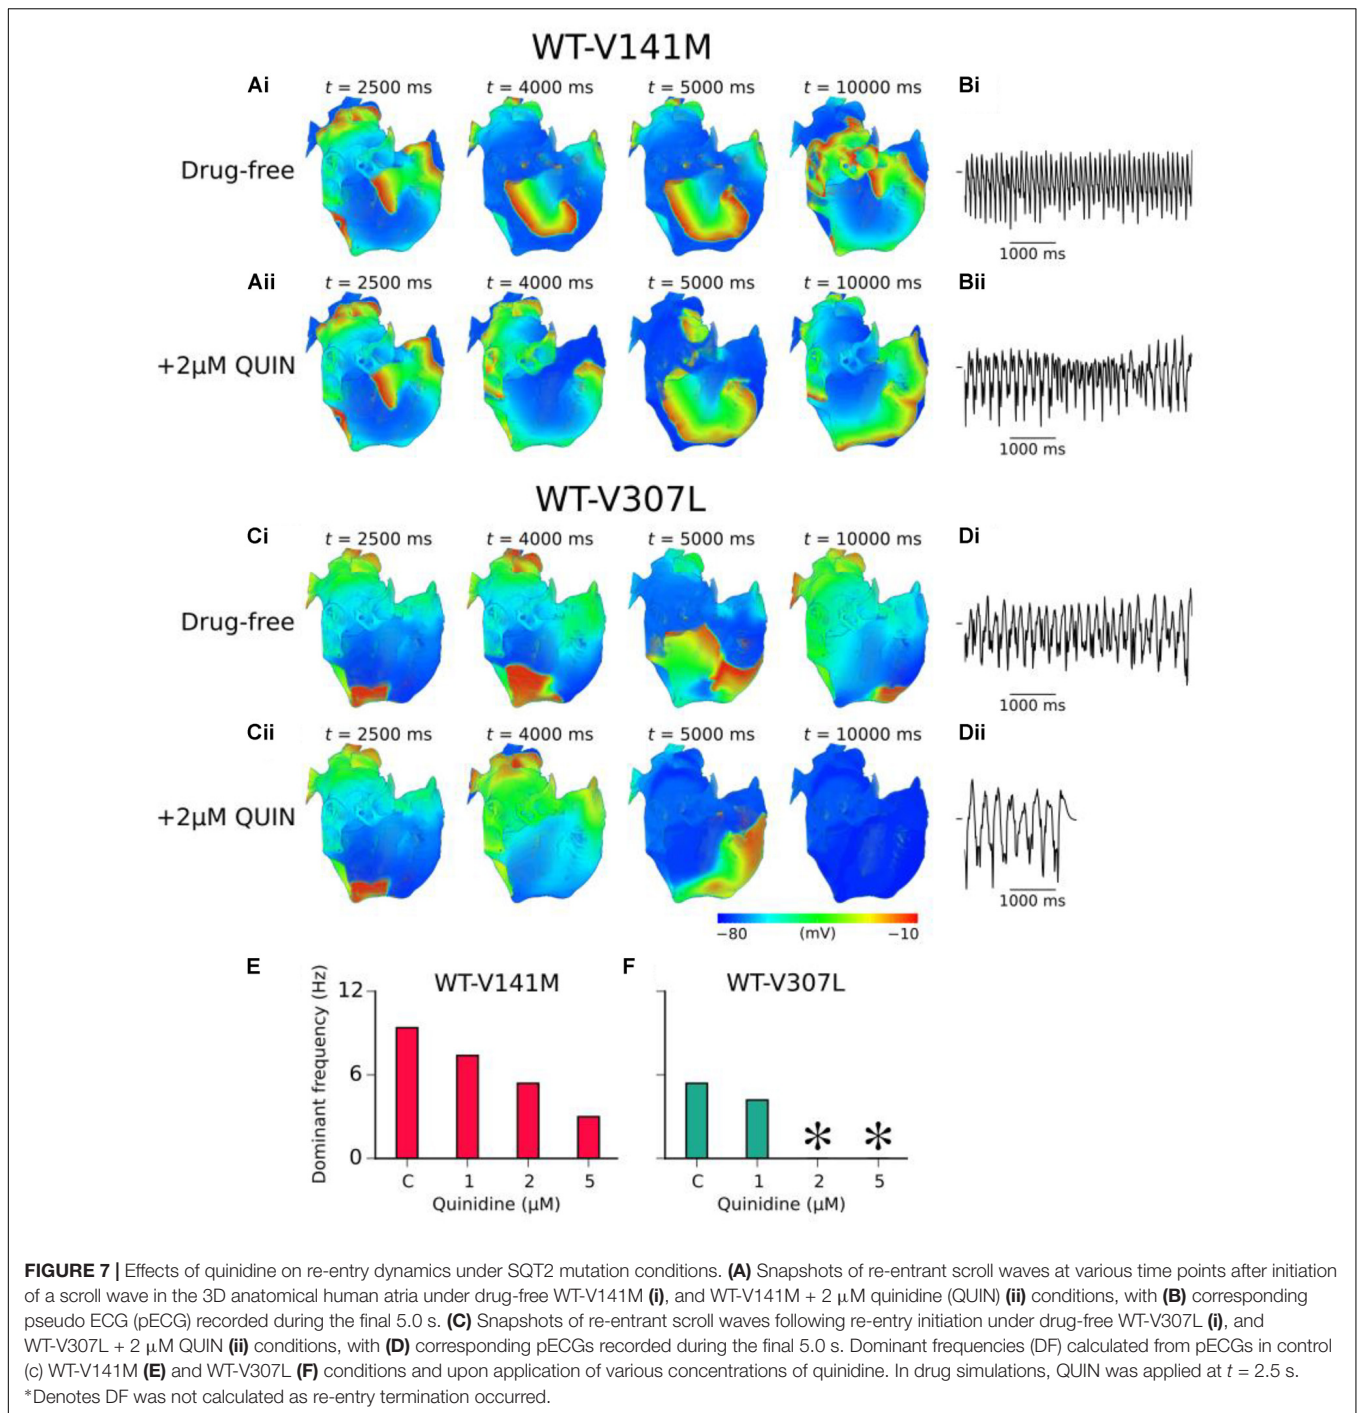 WT-V141M
Ai t = 2500 ms t = 4000 ms t = 5000 ms t = 10000 ms Bi
Drug-free
1000 ms
Aii t = 2500 ms t = 4000 ms t = 5000 ms t = 10000 ms Bii
+2μM QUIN
1000 ms
WT-V307L
Ci t = 2500 ms t = 4000 ms t = 5000 ms t = 10000 ms Di
Drug-free
1000 ms
Cii t = 2500 ms t = 4000 ms t = 5000 ms t = 10000 ms Dii
+2μM QUIN
1000 ms
−80 (mV) −10
E F
WT-V141M WT-V307L
Dominant frequency (Hz)
12
6
0
C 1 2 5 C 1 2 5
* *
Quinidine (μM) Quinidine (μM)
FIGURE 7 | Effects of quinidine on re-entry dynamics under SQT2 mutation conditions. (A) Snapshots of re-entrant scroll waves at various time points after initiation
of a scroll wave in the 3D anatomical human atria under drug-free WT-V141M (i), and WT-V141M + 2 μM quinidine (QUIN) (ii) conditions, with (B) corresponding
pseudo ECG (pECG) recorded during the final 5.0 s. (C) Snapshots of re-entrant scroll waves following re-entry initiation under drug-free WT-V307L (i), and
WT-V307L + 2 μM QUIN (ii) conditions, with (D) corresponding pECGs recorded during the final 5.0 s. Dominant frequencies (DF) calculated from pECGs in control
(c) WT-V141M (E) and WT-V307L (F) conditions and upon application of various concentrations of quinidine. In drug simulations, QUIN was applied at t = 2.5 s.
*Denotes DF was not calculated as re-entry termination occurred.